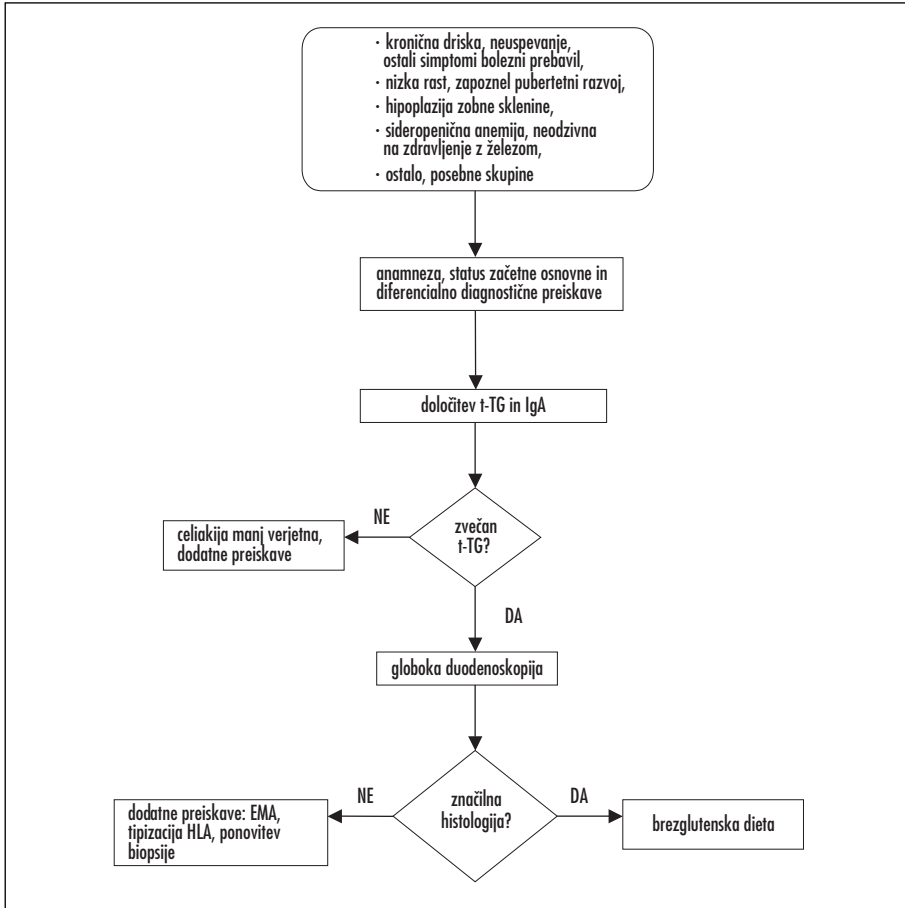 · kronična driska, neuspevanje,
ostali simptomi bolezni prebavil,
· nizka rast, zapoznel pubertetni razvoj,
· hipoplazija zobne sklenine,
· sideropenična anemija, neodzivna
na zdravljenje z železom,
· ostalo, posebne skupine
anamneza, status začetne osnovne in
diferencialno diagnostične preiskave
določitev t-TG in IgA
zvečan
t-TG?
NE
celiakija manj verjetna,
dodatne preiskave
DA
globoka duodenoskopija
značilna
histologija?
NE
dodatne preiskave: EMA,
tipizacija HLA, ponovitev
biopsije
DA
brezglutenska dieta